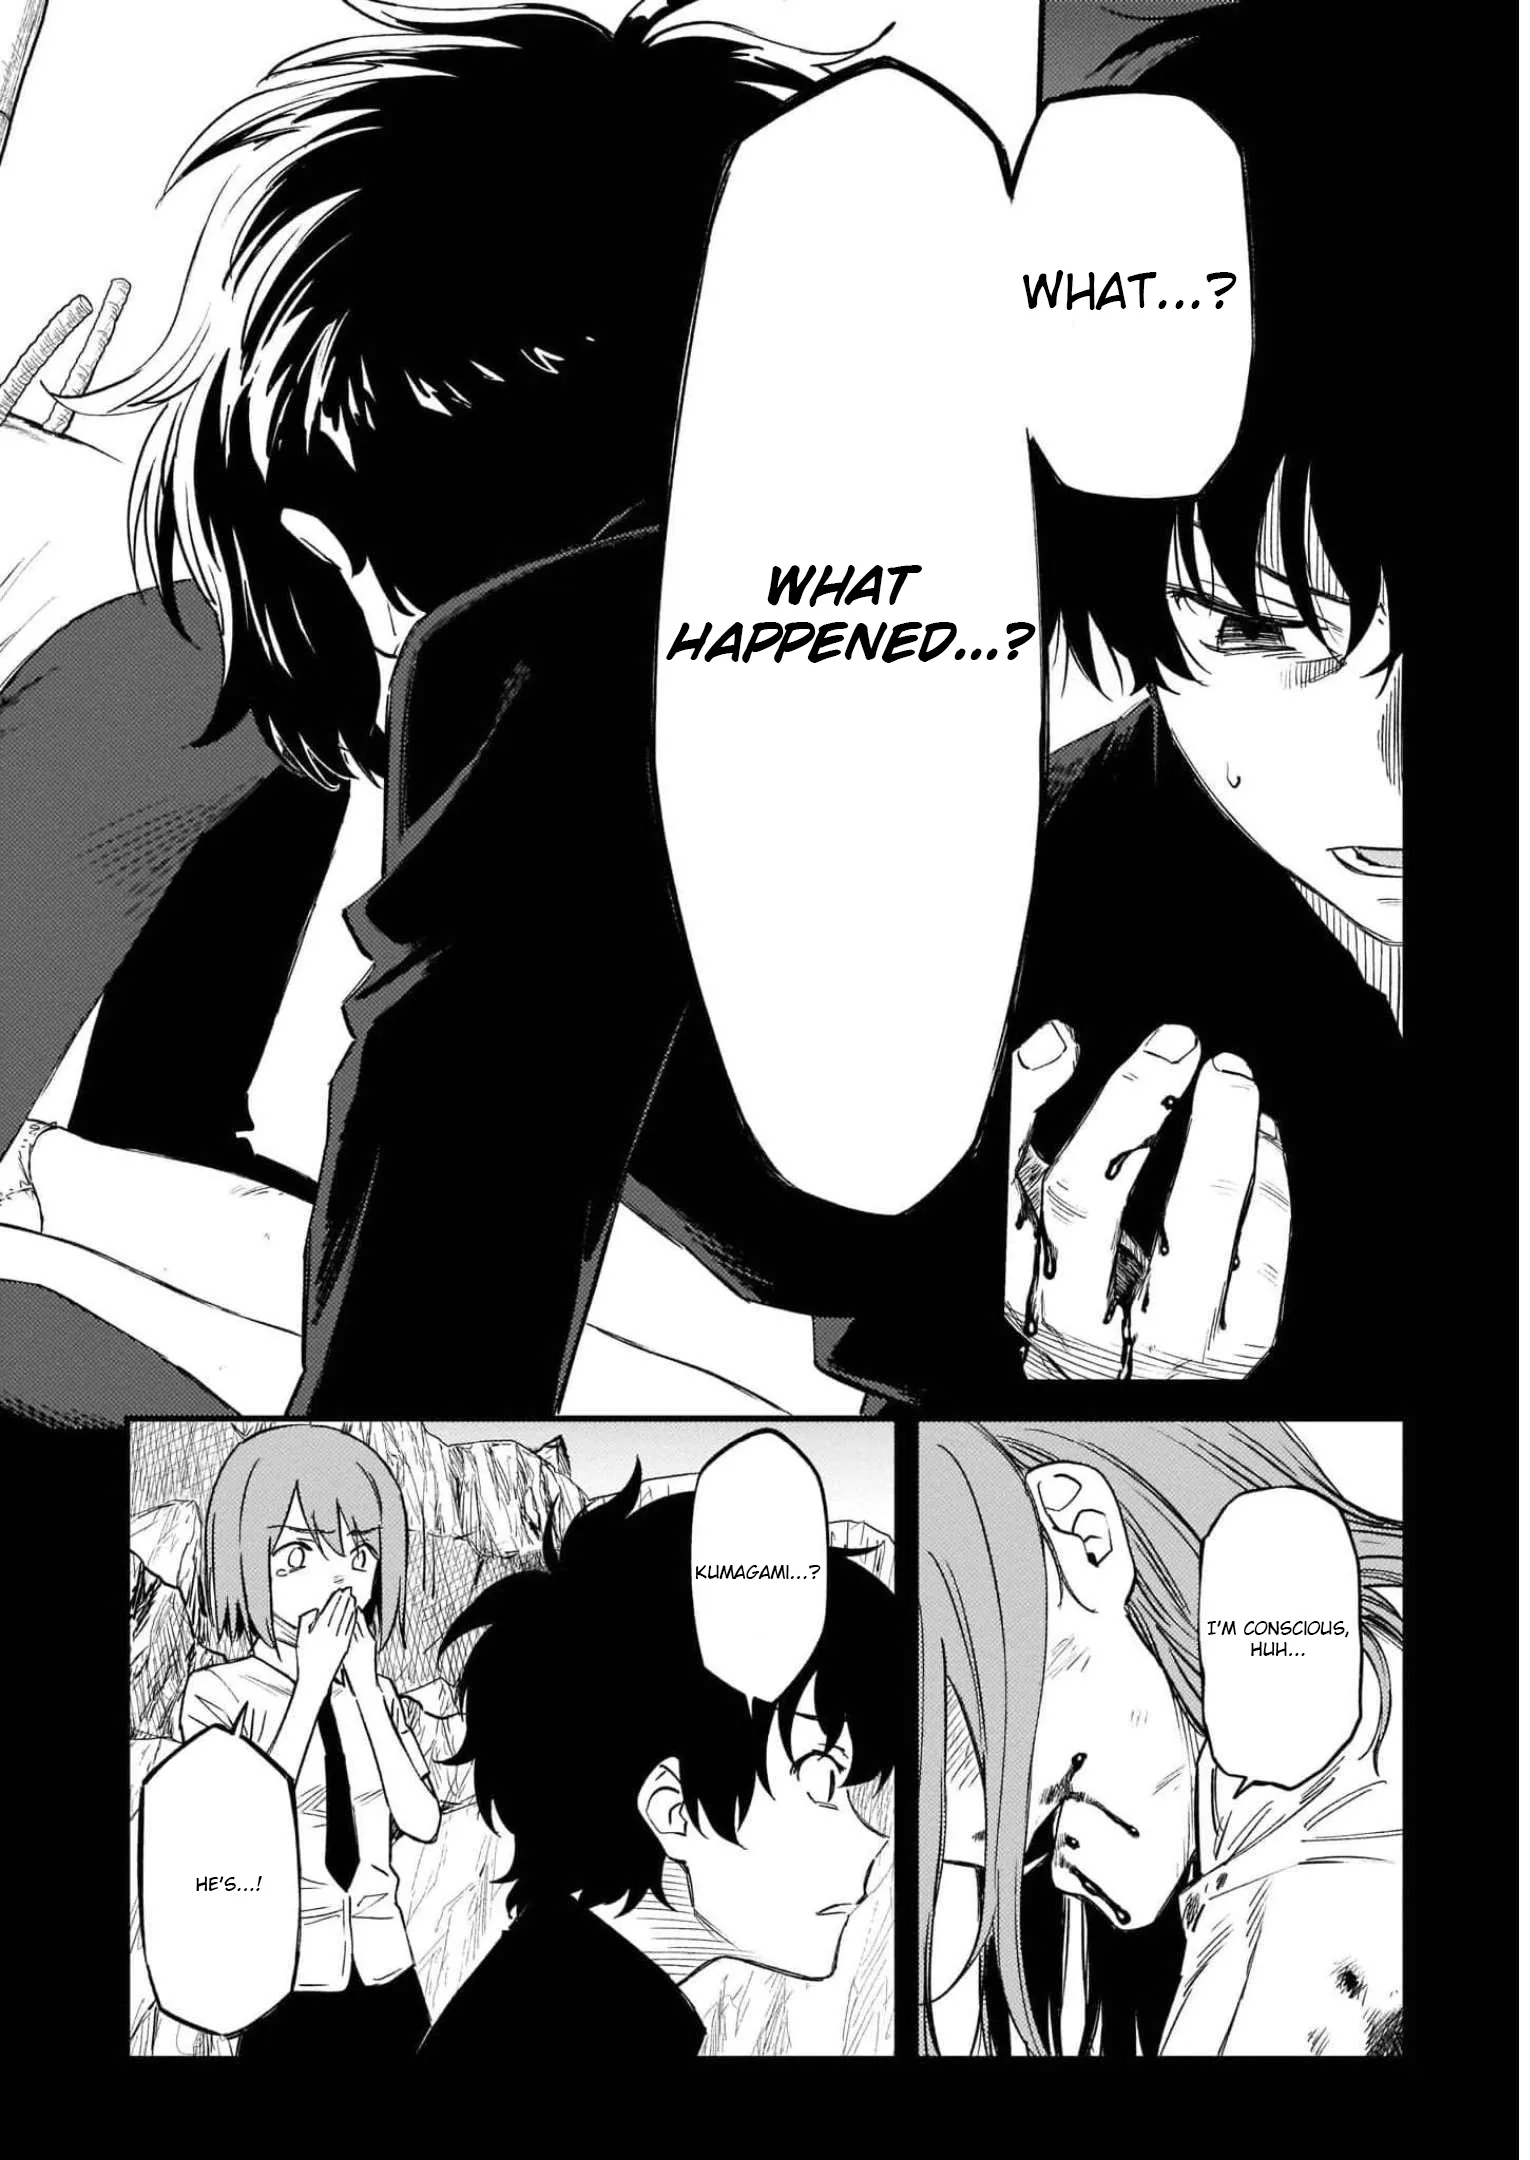 WHAT...?
WHAT
HAPPENED...?
I'M CONSCIOUS,
HUH...
KUMAGAMI...?
HE'S...!